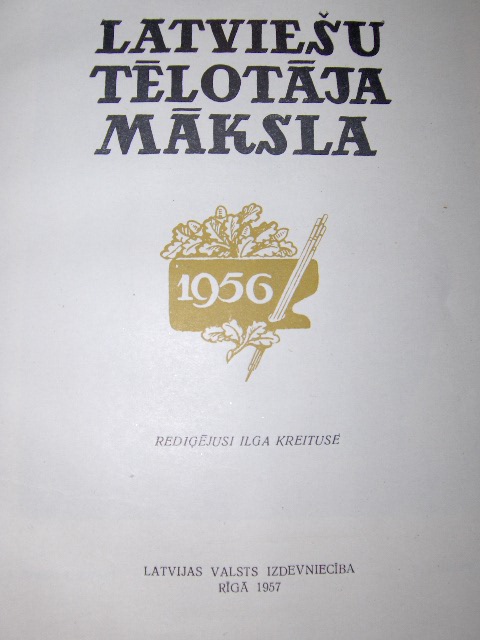 LATVIEŠU
TĒLOTĀJA
MĀKSLA
1956
REDIĢĒJUSI ILGA KREITUSE
LATVIJAS VALSTS IZDEVNIECĪBA
RĪGĀ 1957